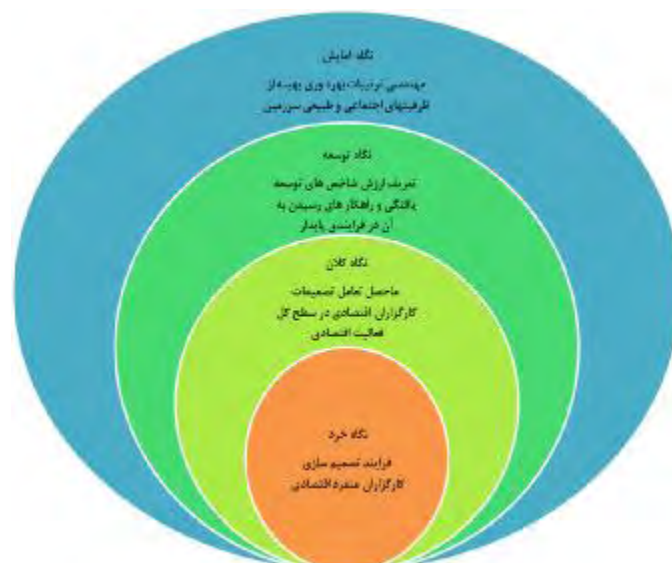 نگاه آمایش
مهندسی ترتیبات بهره وری بهینه از
ظرفیتهای اجتماعی و طبیعی سرزمین
نگاه توسعه
تعریف ارزش شاخص های توسعه
یافتگی و راهکار های رسیدن به
آن در فرایندی پایدار
نگاه کلان
ماحصل تعامل تصمیمات
کارگزاران اقتصادی در سطح کل
فعالیت اقتصادی
نگاه خرد
فرایند تصمیم سازی
کارگزاران منفرد اقتصادی